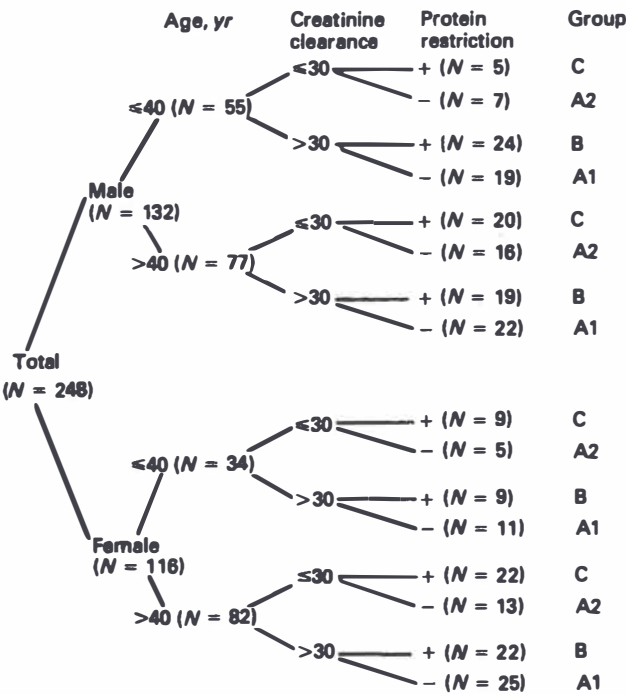 Age, yr Creatinine clearance Protein restriction Group
≤30 + (N = 5) C
≤40 (N = 55) − (N = 7) A2
>30 + (N = 24) B
− (N = 19) A1
Male
(N = 132)
≤30 + (N = 20) C
− (N = 16) A2
>40 (N = 77)
>30 + (N = 19) B
− (N = 22) A1
Total
(N = 248)
≤30 + (N = 9) C
− (N = 5) A2
≤40 (N = 34)
>30 + (N = 9) B
− (N = 11) A1
Female
(N = 116)
≤30 + (N = 22) C
− (N = 13) A2
>40 (N = 82)
>30 + (N = 22) B
− (N = 25) A1